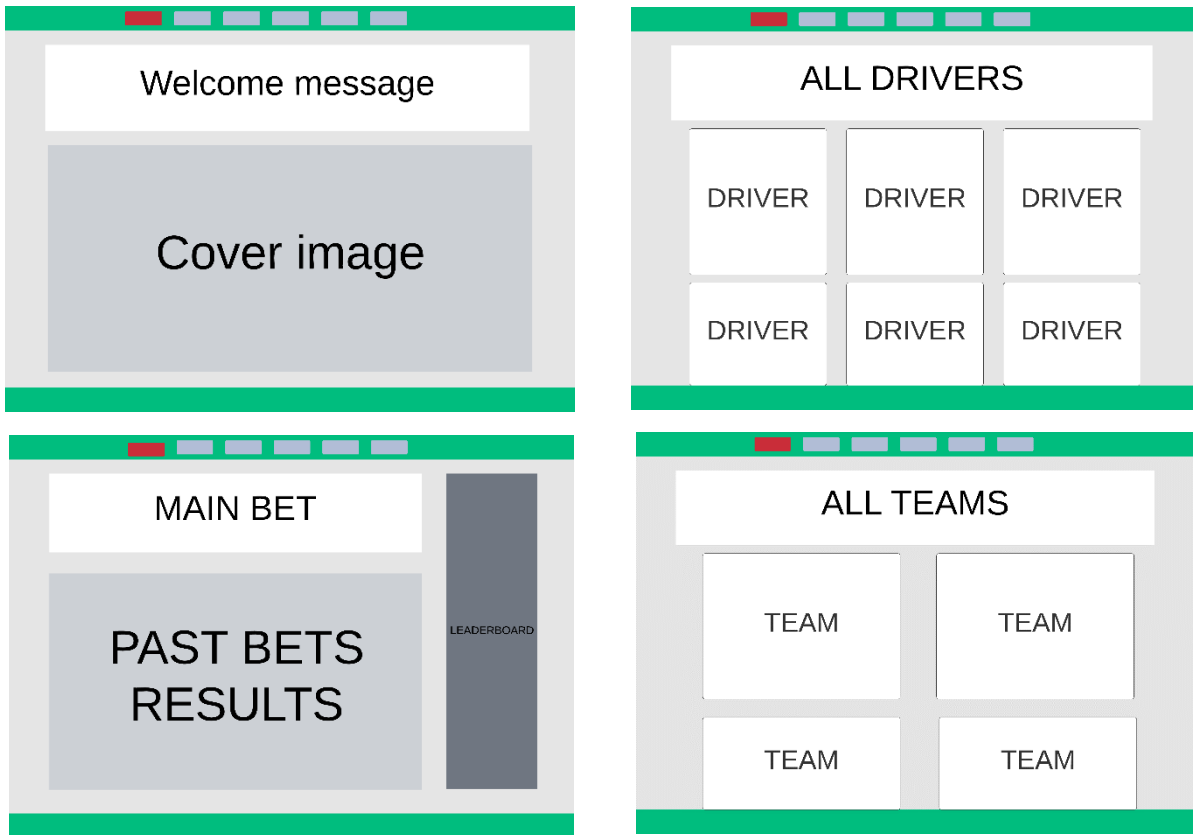 Welcome message
Cover image
ALL DRIVERS
DRIVER DRIVER DRIVER
DRIVER DRIVER DRIVER
MAIN BET
PAST BETS
RESULTS
LEADERBOARD
ALL TEAMS
TEAM TEAM
TEAM TEAM